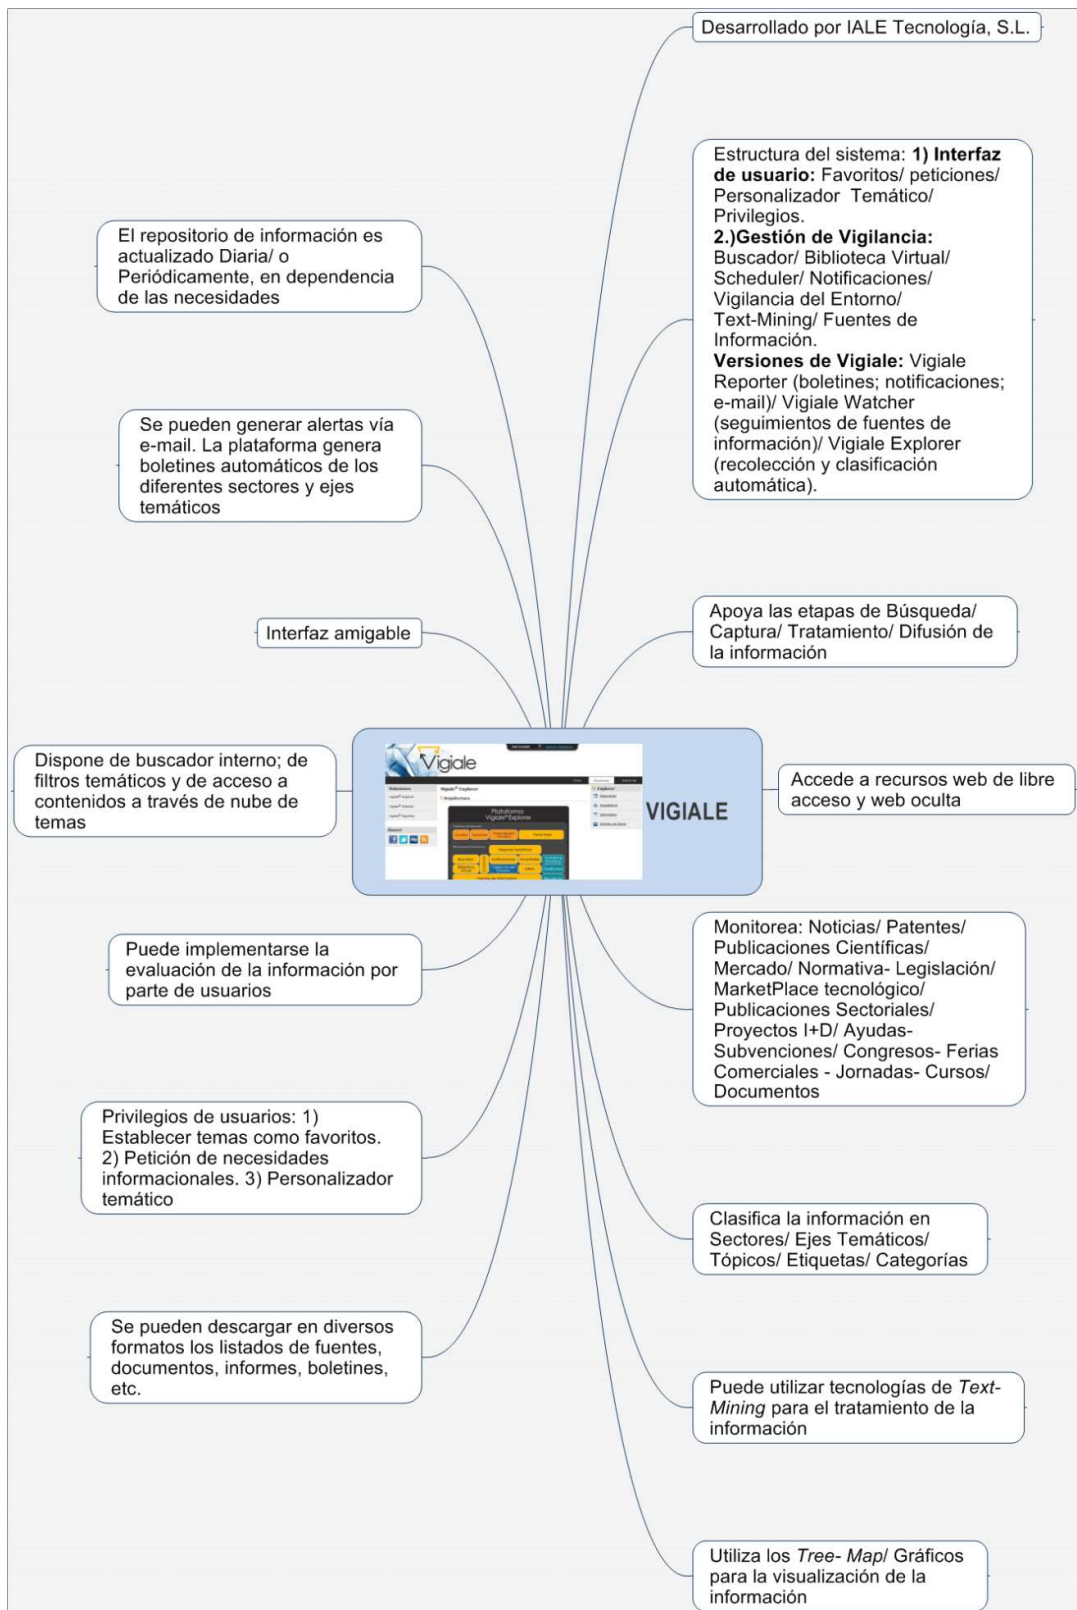 Desarrollado por IALE Tecnología, S.L.
Estructura del sistema: 1) Interfaz
de usuario: Favoritos/ peticiones/
Personalizador Temático/
Privilegios.
2.)Gestión de Vigilancia:
Buscador/ Biblioteca Virtual/
Scheduler/ Notificaciones/
Vigilancia del Entorno/
Text-Mining/ Fuentes de
Información.
Versiones de Vigiale: Vigiale
Reporter (boletines; notificaciones;
e-mail)/ Vigiale Watcher
(seguimientos de fuentes de
información)/ Vigiale Explorer
(recolección y clasificación
automática).
El repositorio de información es
actualizado Diaria/ o
Periódicamente, en dependencia
de las necesidades
Se pueden generar alertas vía
e-mail. La plataforma genera
boletines automáticos de los
diferentes sectores y ejes
temáticos
Interfaz amigable
Apoya las etapas de Búsqueda/
Captura/ Tratamiento/ Difusión de
la información
Dispone de buscador interno; de
filtros temáticos y de acceso a
contenidos a través de nube de
temas
Vigiale
Vigiale® Explorer
Plataforma
Vigiale® Explorer
VIGIALE
Accede a recursos web de libre
acceso y web oculta
Puede implementarse la
evaluación de la información por
parte de usuarios
Monitorea: Noticias/ Patentes/
Publicaciones Científicas/
Mercado/ Normativa- Legislación/
MarketPlace tecnológico/
Publicaciones Sectoriales/
Proyectos I+D/ Ayudas-
Subvenciones/ Congresos- Ferias
Comerciales - Jornadas- Cursos/
Documentos
Privilegios de usuarios: 1)
Establecer temas como favoritos.
2) Petición de necesidades
informacionales. 3) Personalizador
temático
Clasifica la información en
Sectores/ Ejes Temáticos/
Tópicos/ Etiquetas/ Categorías
Se pueden descargar en diversos
formatos los listados de fuentes,
documentos, informes, boletines,
etc.
Puede utilizar tecnologías de Text-
Mining para el tratamiento de la
información
Utiliza los Tree- Map/ Gráficos
para la visualización de la
información